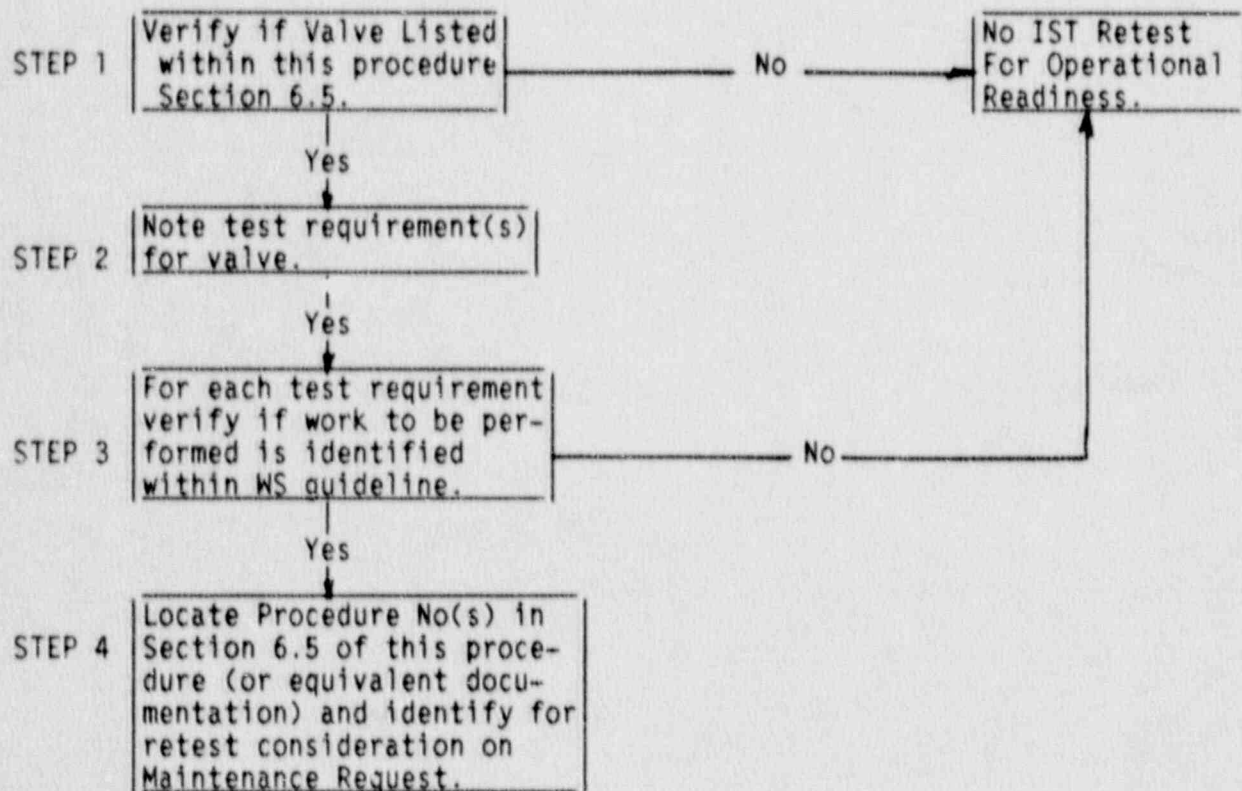 STEP 1
Verify if Valve Listed
within this procedure
Section 6.5.
No
No IST Retest
For Operational
Readiness.
Yes
STEP 2
Note test requirement(s)
for valve.
Yes
STEP 3
For each test requirement
verify if work to be per-
formed is identified
within WS guideline.
No
Yes
STEP 4
Locate Procedure No(s) in
Section 6.5 of this proce-
dure (or equivalent docu-
mentation) and identify for
retest consideration on
Maintenance Request.